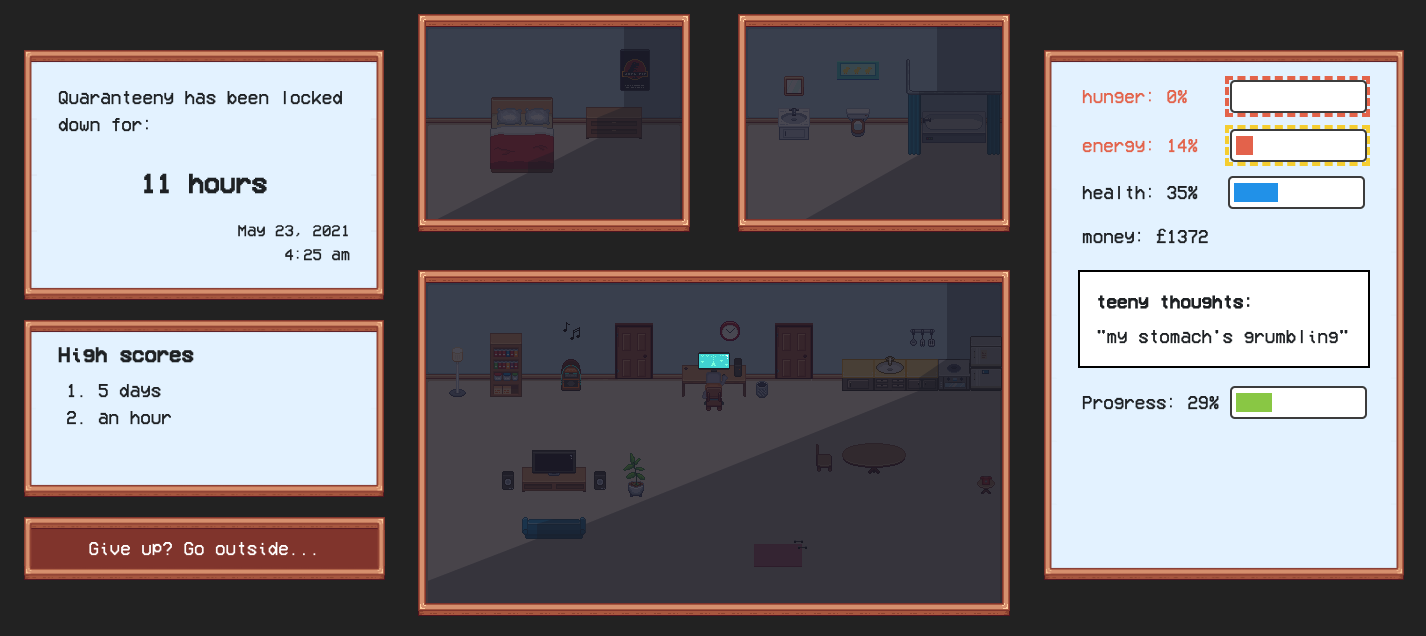 Quaranteeny has been locked
down for:
11 hours
May 23, 2021
4:25 am
High scores
1. 5 days
2. an hour
Give up? Go outside...
hunger: 0%
energy: 14%
health: 35%
money: £1372
teeny thoughts:
"my stomach's grumbling"
Progress: 29%